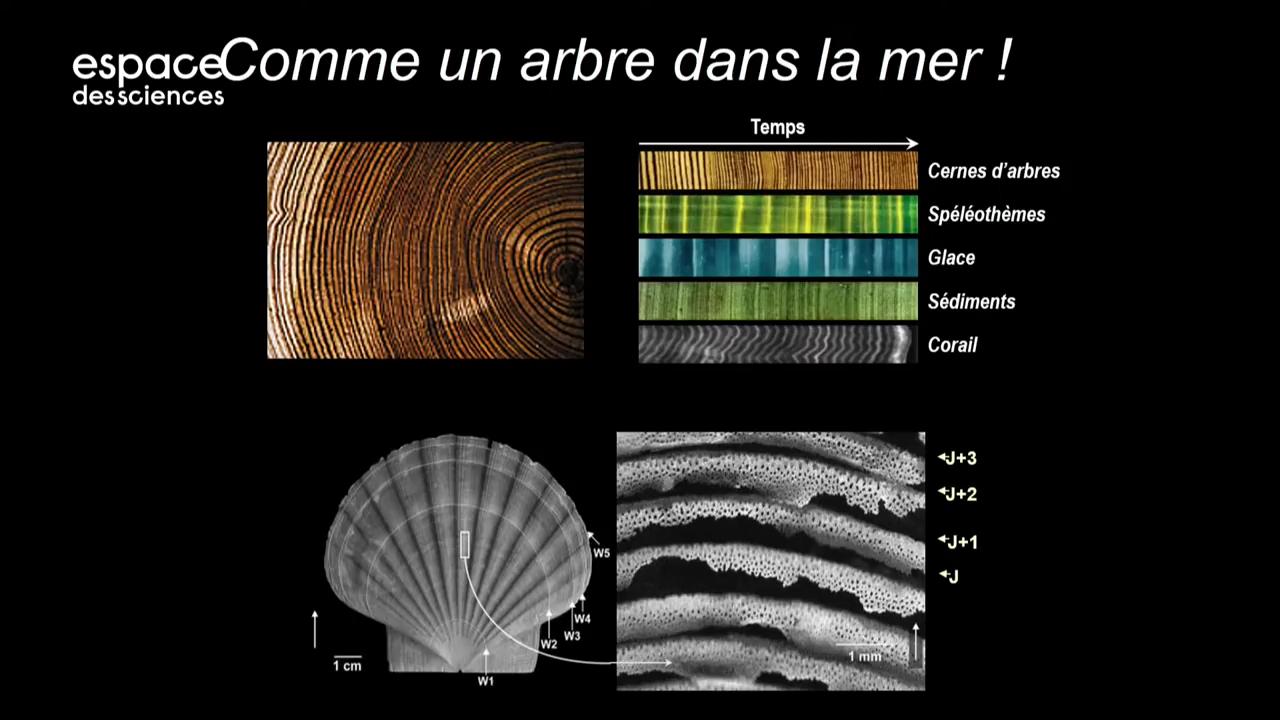 espace
des sciences
Comme un arbre dans la mer !
Temps
Cernes d'arbres
Spéléothèmes
Glace
Sédiments
Corail
W5
W4
W3
W2
W1
1 cm
J+3
J+2
J+1
J
1 mm